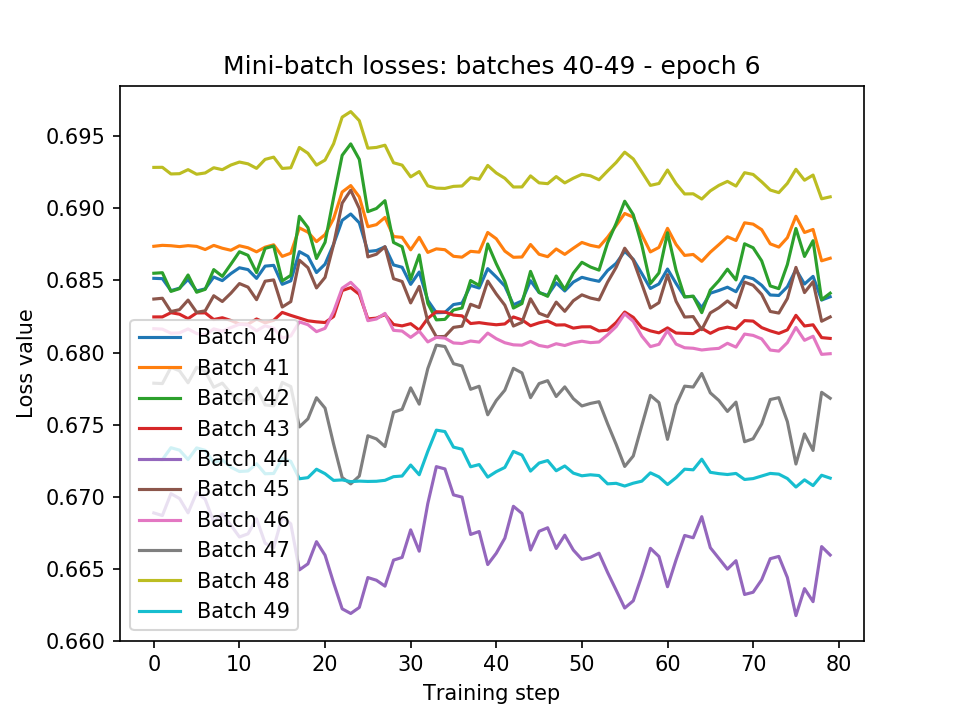 Mini-batch losses: batches 40-49 - epoch 6
Loss value
0.695
0.690
0.685
0.680
0.675
0.670
0.665
0.660
Batch 40
Batch 41
Batch 42
Batch 43
Batch 44
Batch 45
Batch 46
Batch 47
Batch 48
Batch 49
0 10 20 30 40 50 60 70 80
Training step